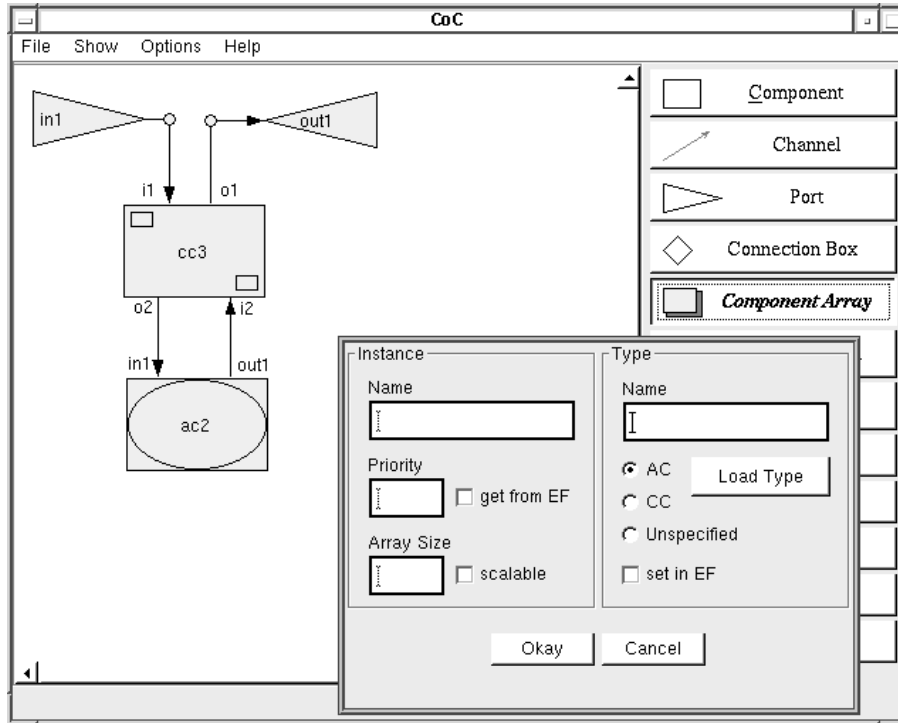 CoC
File Show Options Help
in1
out1
i1
o1
cc3
o2
i2
in1
out1
ac2
Component
Channel
Port
Connection Box
Component Array
Instance
Name
Priority
get from EF
Array Size
scalable
Type
Name
AC
Load Type
CC
Unspecified
set in EF
Okay
Cancel